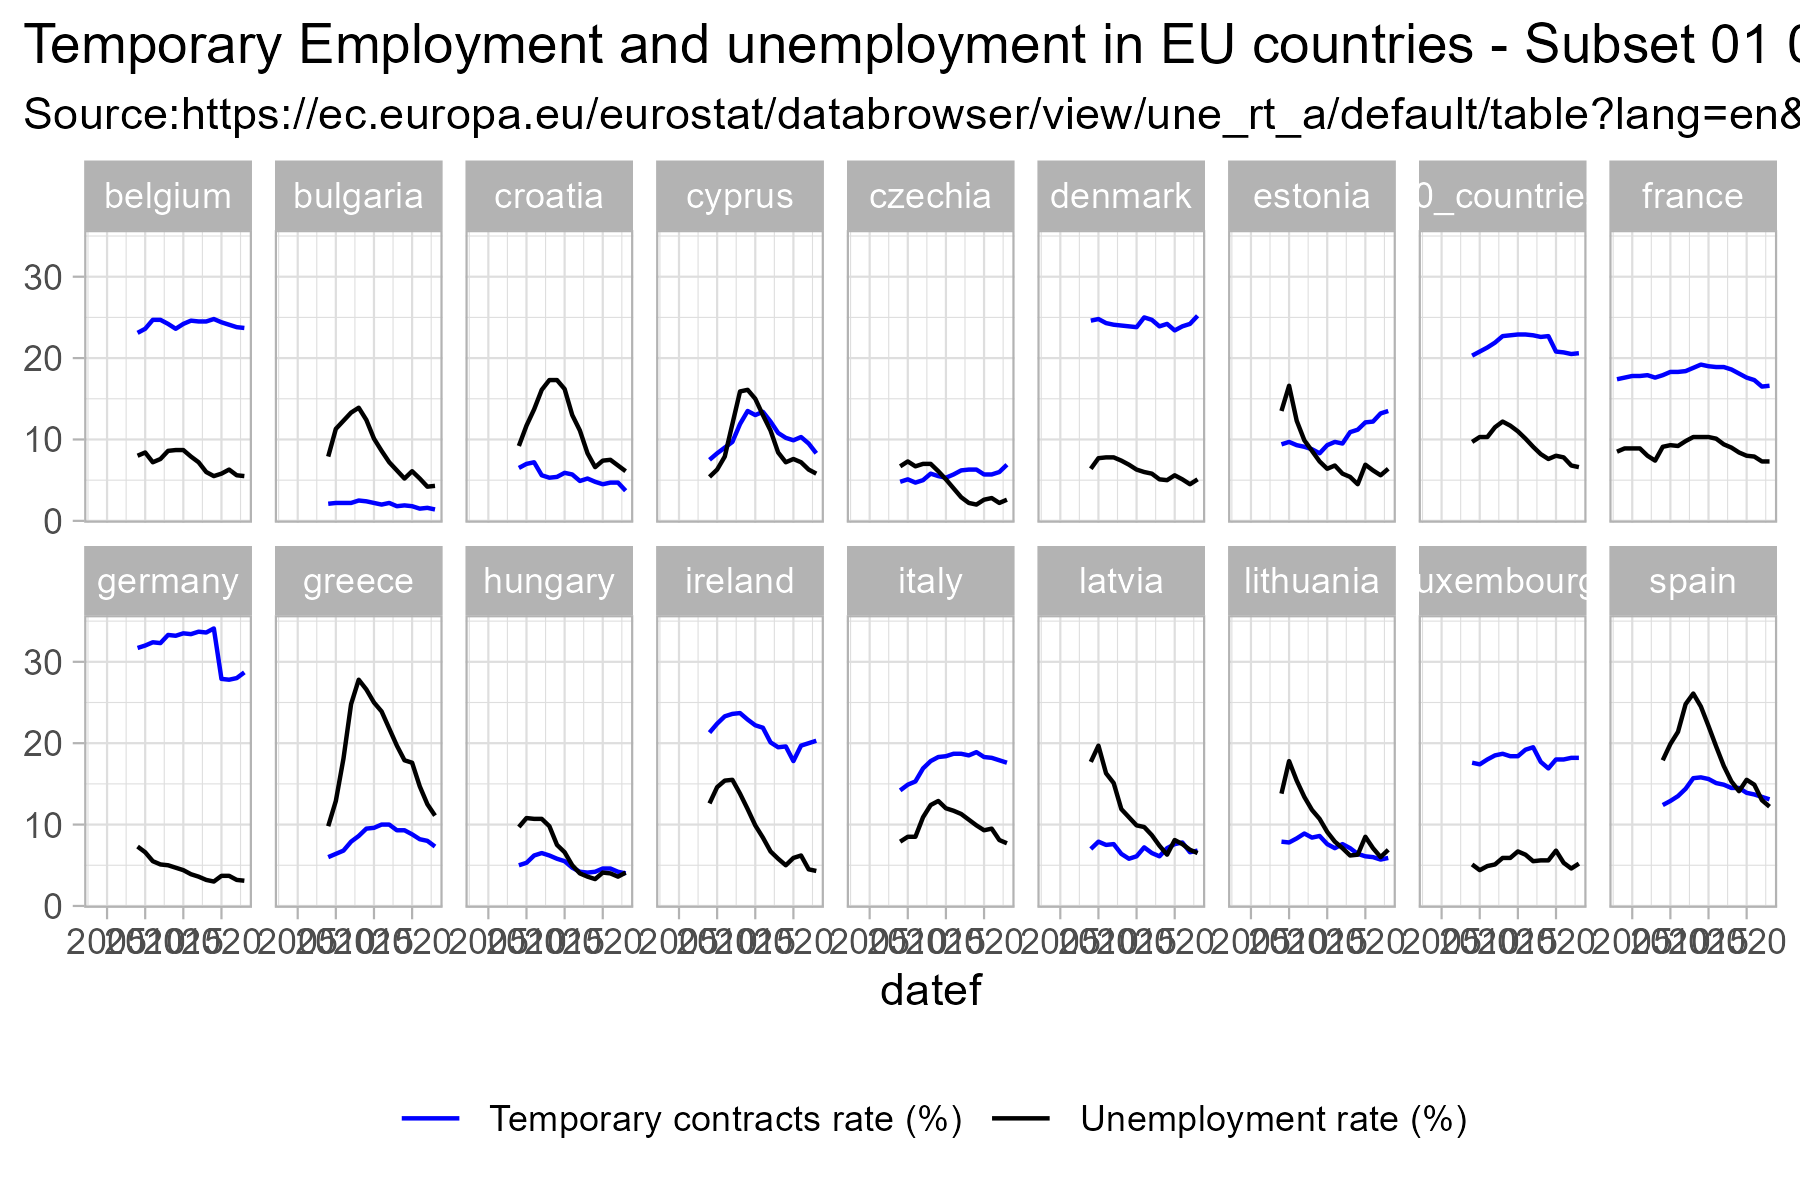 Temporary Employment and unemployment in EU countries - Subset 01
Source:https://ec.europa.eu/eurostat/databrowser/view/une_rt_a/default/table?lang=en&
belgium bulgaria croatia cyprus czechia denmark estonia 0_countrie france
30
20
10
0
germany greece hungary ireland italy latvia lithuania uxembourg spain
30
20
10
0
datef
Temporary contracts rate (%) Unemployment rate (%)